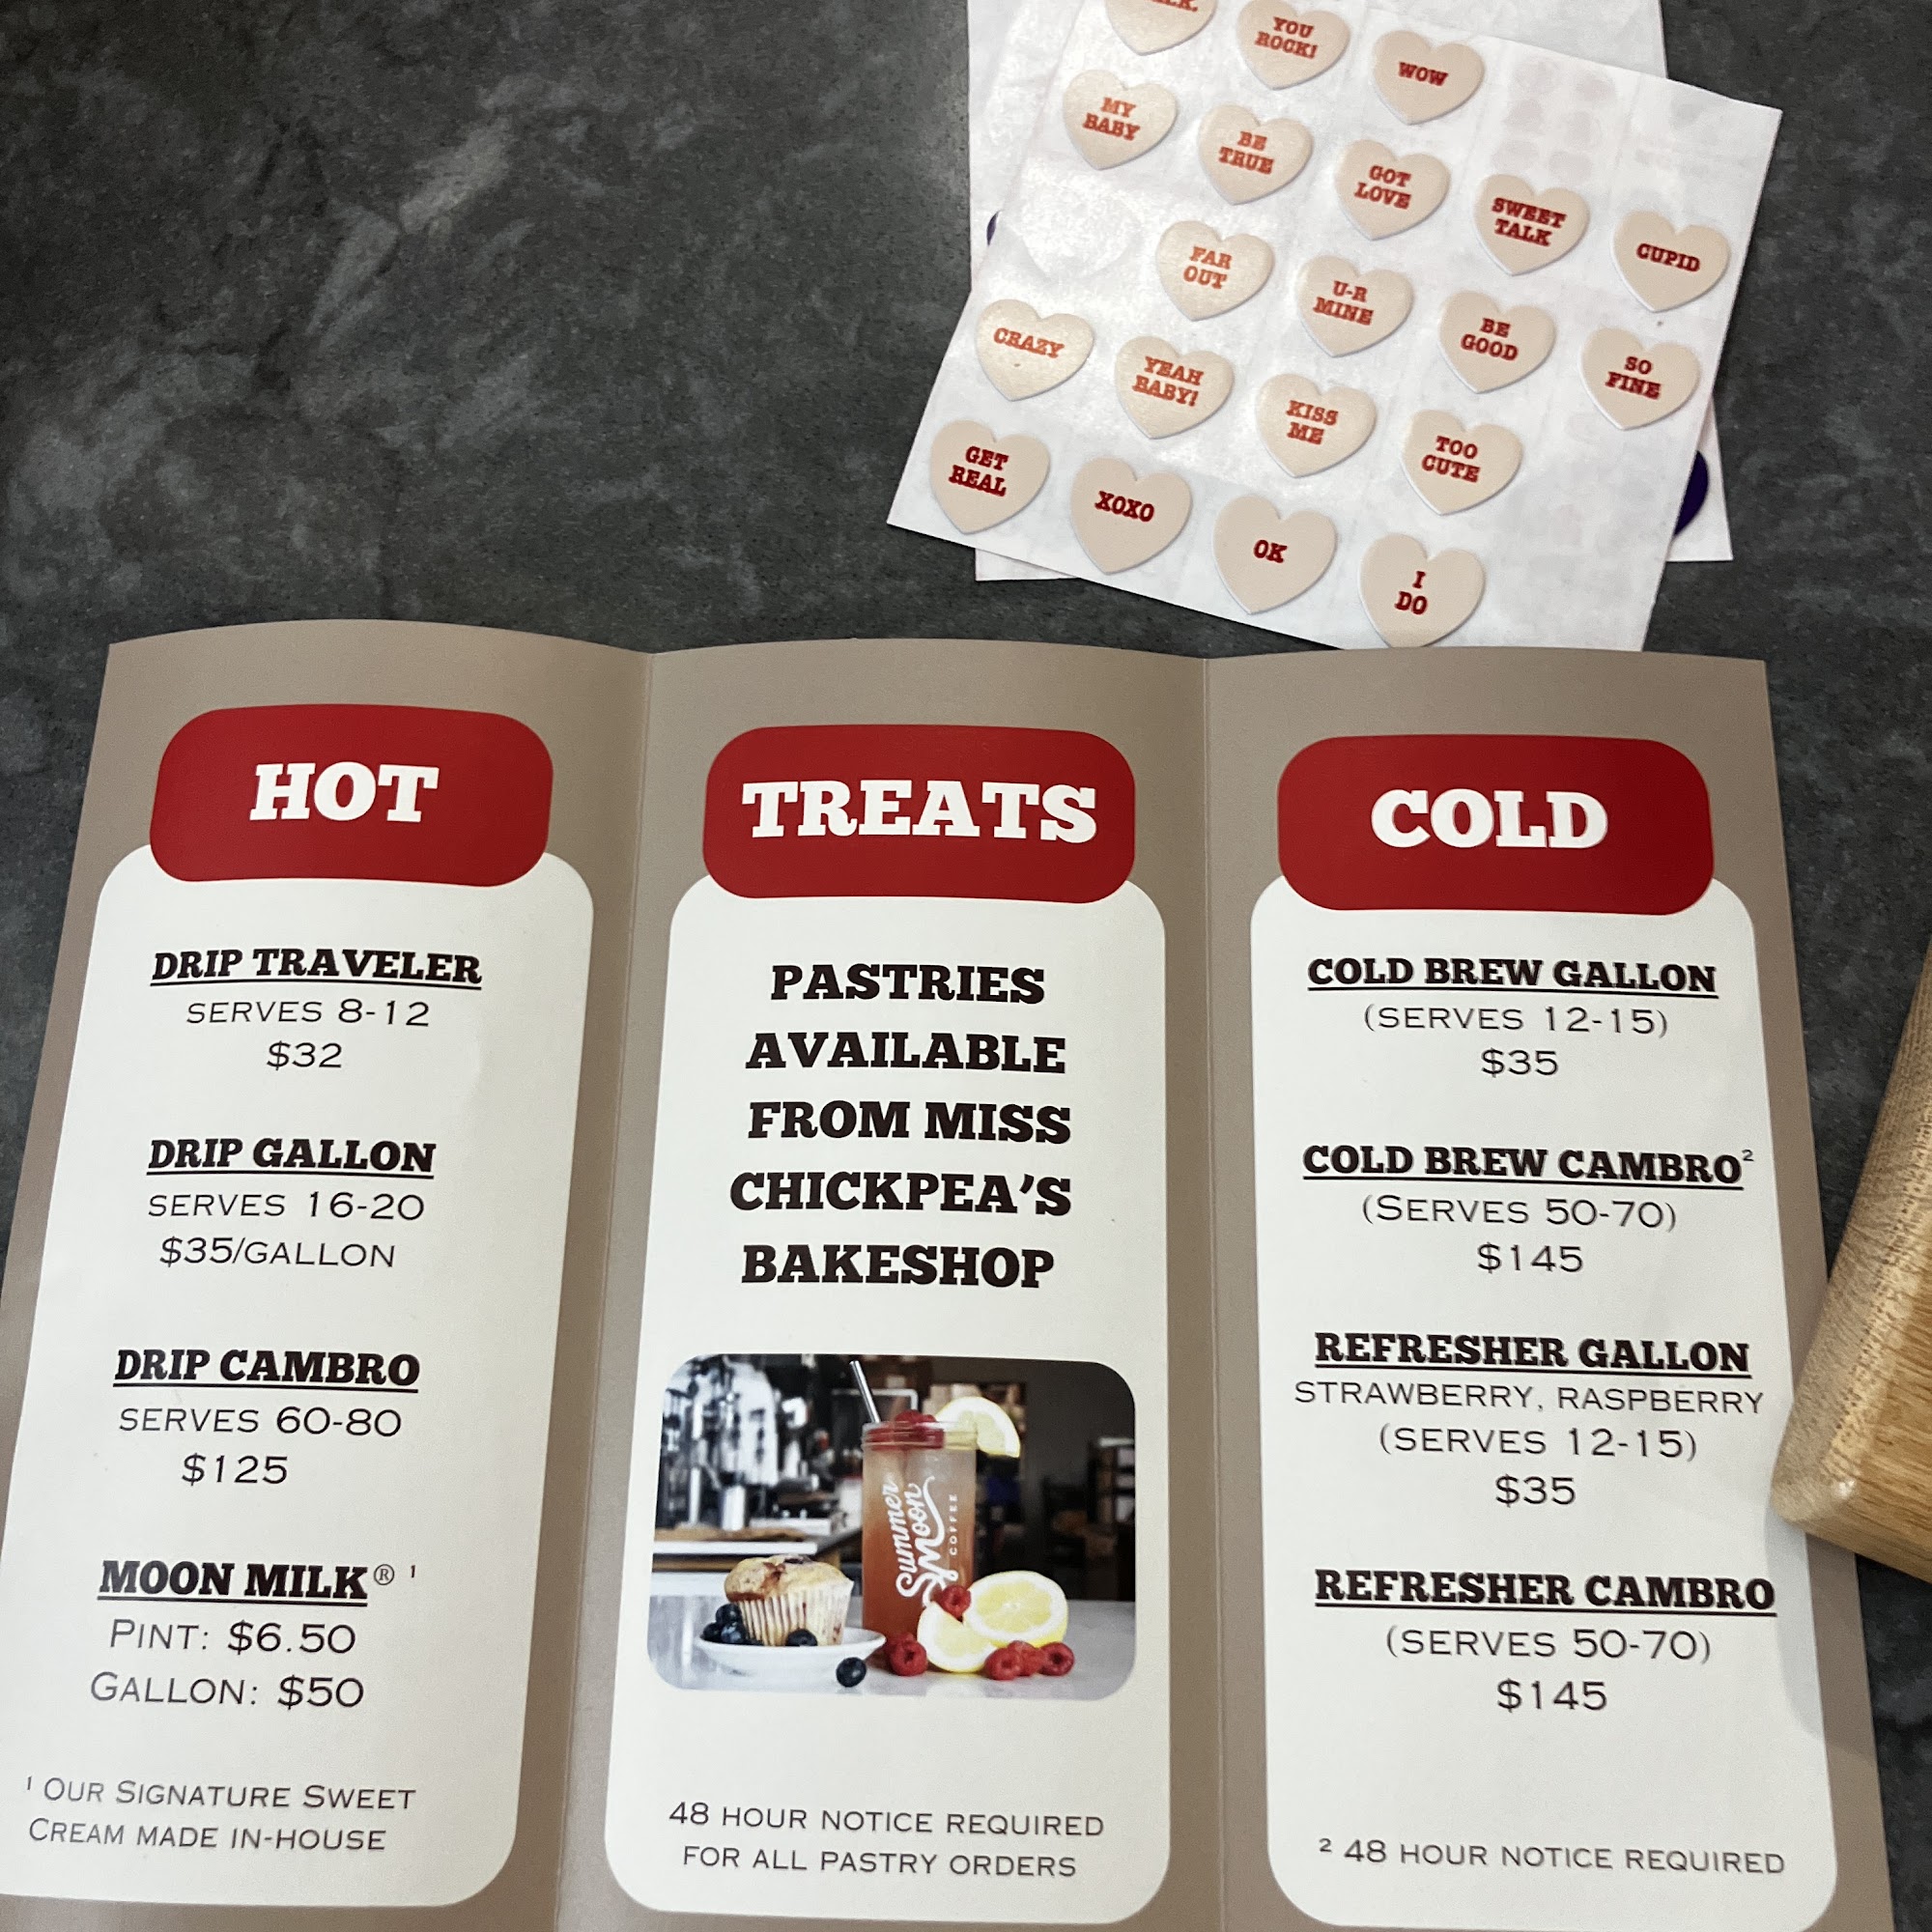 YOU
ROCK!
WOW
MY
BABY
BE
TRUE
GOT
LOVE
SWEET
TALK
CUPID
FAR
OUT
U-R
MINE
BE
GOOD
SO
FINE
CRAZY
YEAH
BABY!
KISS
ME
TOO
CUTE
GET
REAL
XOXO
OK
I
DO
HOT
DRIP TRAVELER
SERVES 8-12
$32
DRIP GALLON
SERVES 16-20
$35/GALLON
DRIP CAMBRO
SERVES 60-80
$125
MOON MILK® ¹
PINT: $6.50
GALLON: $50
¹ OUR SIGNATURE SWEET
CREAM MADE IN-HOUSE
TREATS
PASTRIES
AVAILABLE
FROM MISS
CHICKPEA'S
BAKESHOP
Summer
Moon
COFFEE
48 HOUR NOTICE REQUIRED
FOR ALL PASTRY ORDERS
COLD
COLD BREW GALLON
(SERVES 12-15)
$35
COLD BREW CAMBRO²
(SERVES 50-70)
$145
REFRESHER GALLON
STRAWBERRY, RASPBERRY
(SERVES 12-15)
$35
REFRESHER CAMBRO
(SERVES 50-70)
$145
² 48 HOUR NOTICE REQUIRED